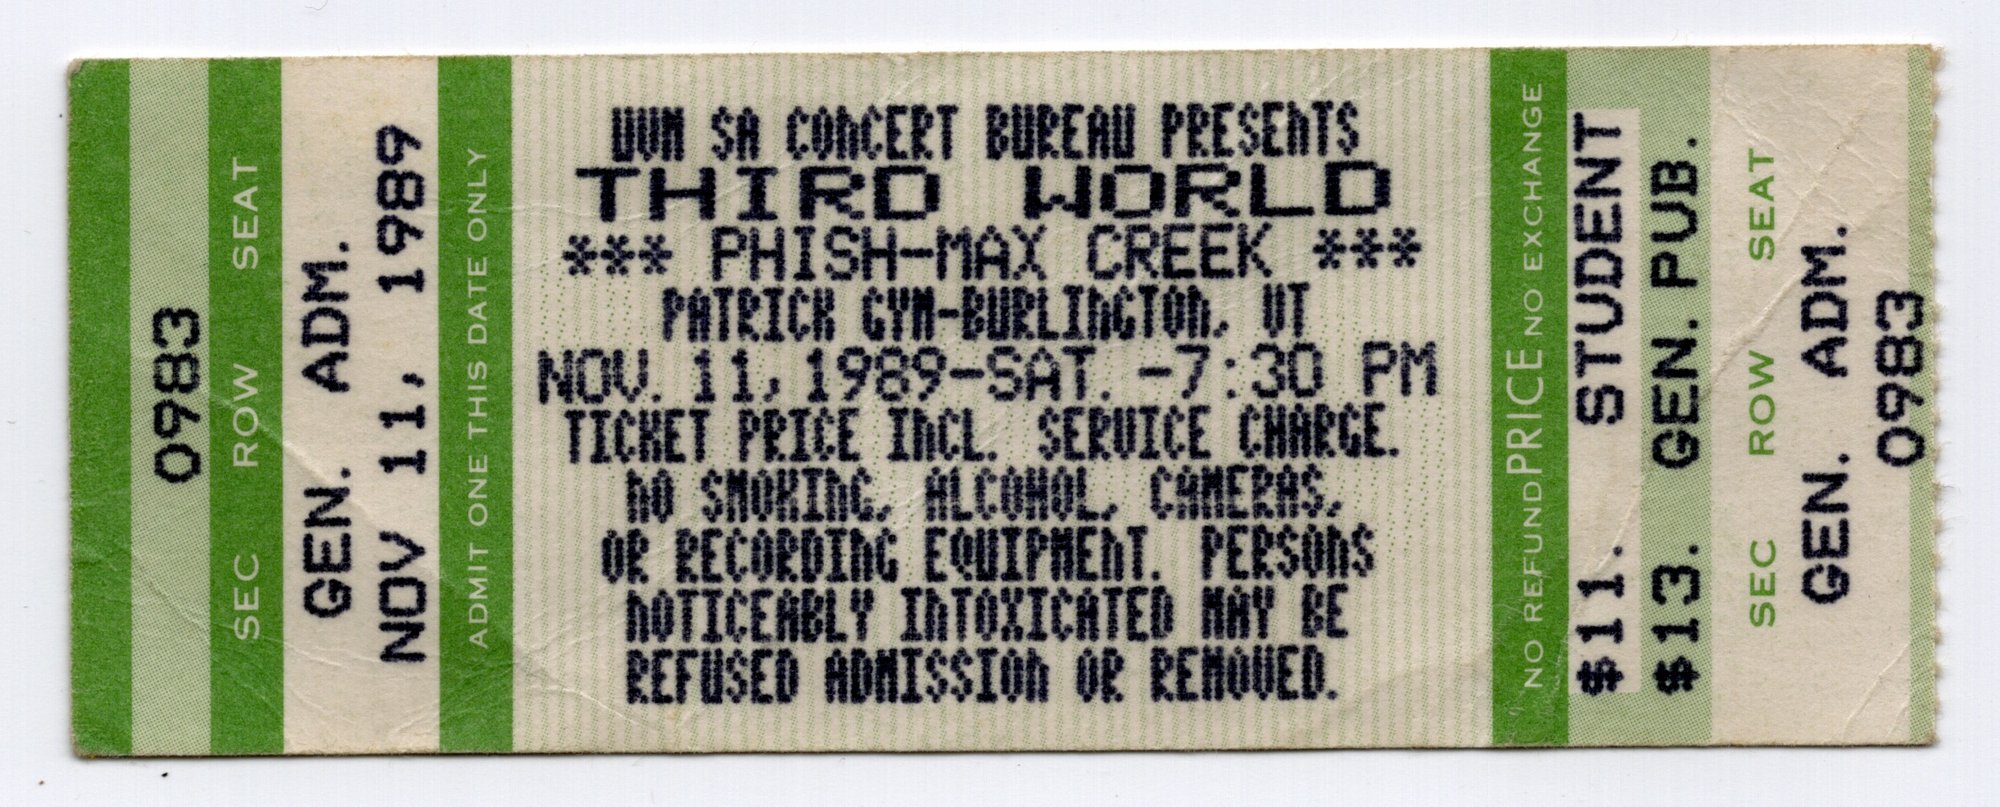 0983
SEC ROW SEAT
GEN. ADM.
NOV 11, 1989
ADMIT ONE THIS DATE ONLY
UVM SA CONCERT BUREAU PRESENTS
THIRD WORLD
*** PHISH-MAX CREEK ***
PATRICK GYM-BURLINGTON, VT
NOV. 11, 1989-SAT. -7:30 PM
TICKET PRICE INCL. SERVICE CHARGE.
NO SMOKING, ALCOHOL, CAMERAS,
OR RECORDING EQUIPMENT. PERSONS
NOTICEABLY INTOXICATED MAY BE
REFUSED ADMISSION OR REMOVED.
NO REFUND PRICE NO EXCHANGE
$11. STUDENT
$13. GEN. PUB.
SEC ROW SEAT
GEN. ADM.
0983